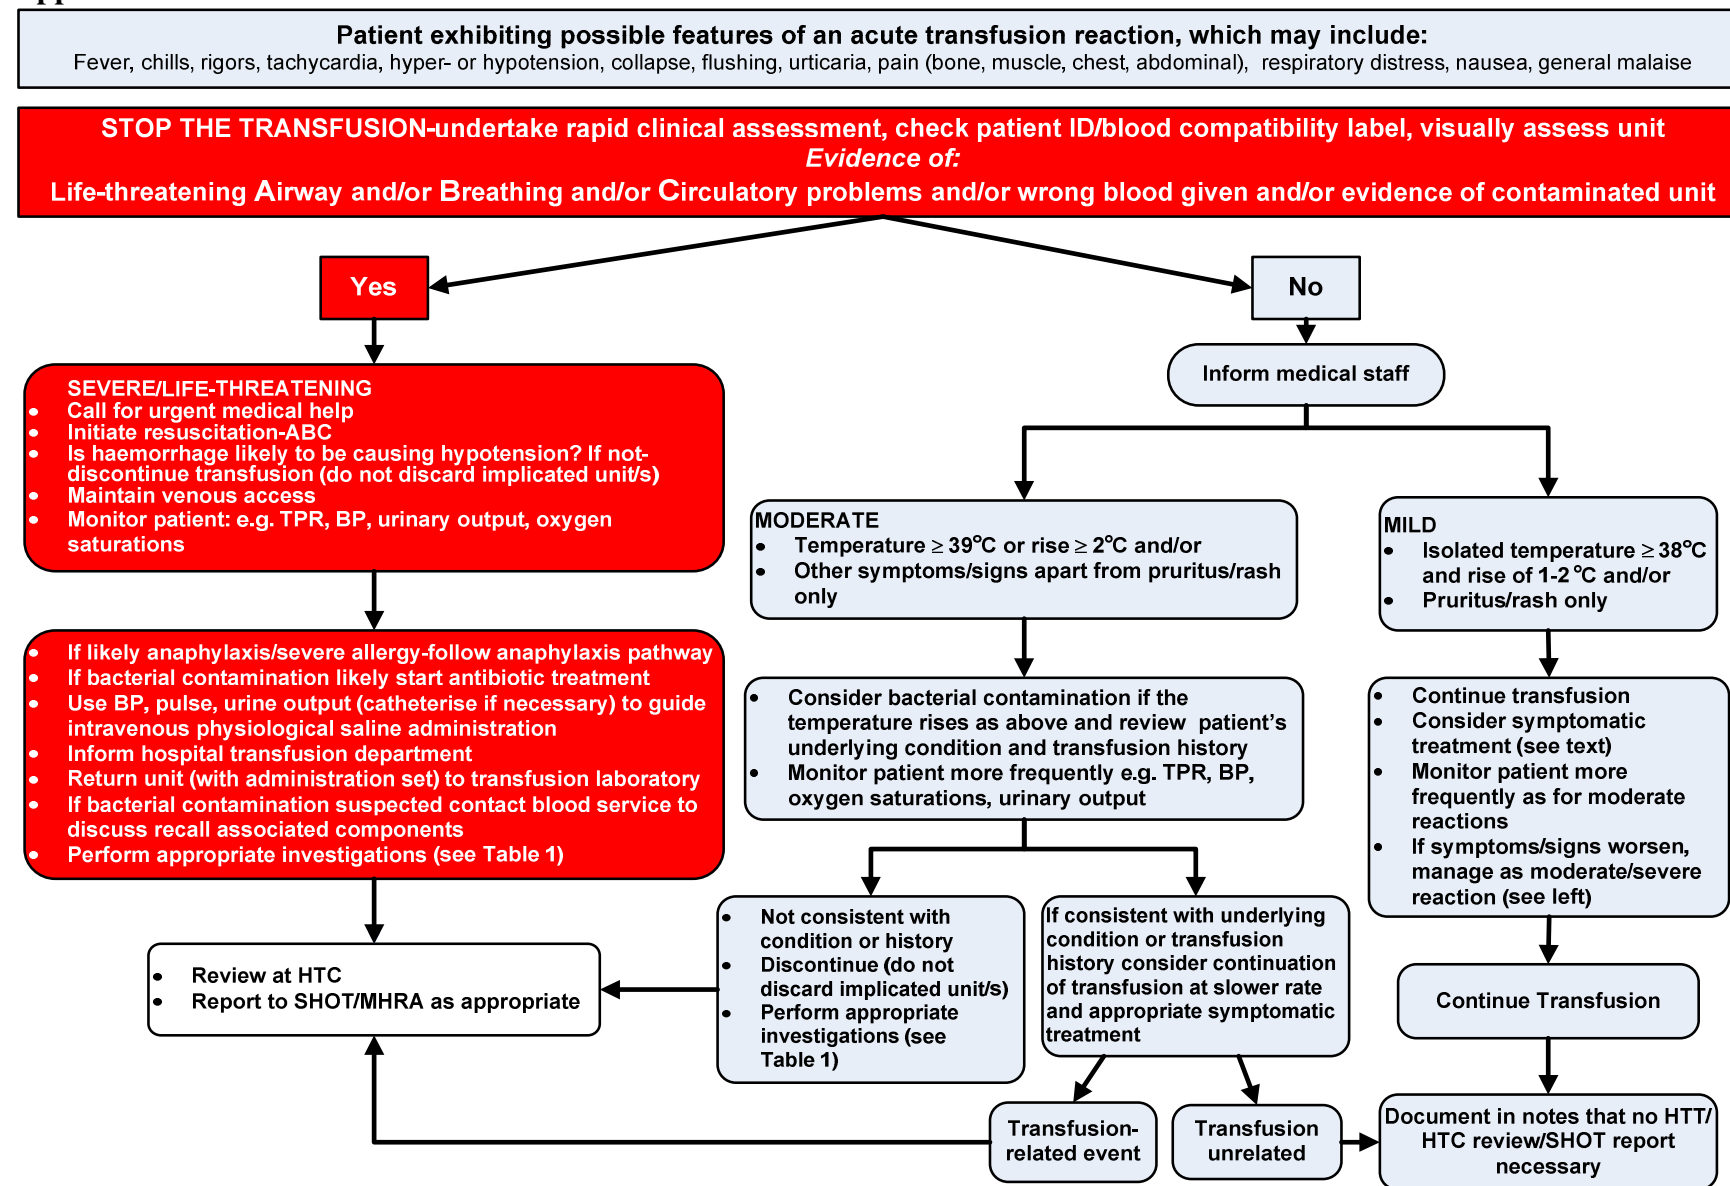 Patient exhibiting possible features of an acute transfusion reaction, which may include:
Fever, chills, rigors, tachycardia, hyper- or hypotension, collapse, flushing, urticaria, pain (bone, muscle, chest, abdominal), respiratory distress, nausea, general malaise
STOP THE TRANSFUSION-undertake rapid clinical assessment, check patient ID/blood compatibility label, visually assess unit
Evidence of:
Life-threatening Airway and/or Breathing and/or Circulatory problems and/or wrong blood given and/or evidence of contaminated unit
Yes
No
SEVERE/LIFE-THREATENING
• Call for urgent medical help
• Initiate resuscitation-ABC
• Is haemorrhage likely to be causing hypotension? If not-
discontinue transfusion (do not discard implicated unit/s)
• Maintain venous access
• Monitor patient: e.g. TPR, BP, urinary output, oxygen
saturations
• If likely anaphylaxis/severe allergy-follow anaphylaxis pathway
• If bacterial contamination likely start antibiotic treatment
• Use BP, pulse, urine output (catheterise if necessary) to guide
intravenous physiological saline administration
• Inform hospital transfusion department
• Return unit (with administration set) to transfusion laboratory
• If bacterial contamination suspected contact blood service to
discuss recall associated components
• Perform appropriate investigations (see Table 1)
• Review at HTC
• Report to SHOT/MHRA as appropriate
Inform medical staff
MODERATE
• Temperature ≥ 39°C or rise ≥ 2°C and/or
• Other symptoms/signs apart from pruritus/rash
only
• Consider bacterial contamination if the
temperature rises as above and review patient's
underlying condition and transfusion history
• Monitor patient more frequently e.g. TPR, BP,
oxygen saturations, urinary output
• Not consistent with
condition or history
• Discontinue (do not
discard implicated unit/s)
• Perform appropriate
investigations (see
Table 1)
If consistent with underlying
condition or transfusion
history consider continuation
of transfusion at slower rate
and appropriate symptomatic
treatment
Transfusion-
related event
Transfusion
unrelated
MILD
• Isolated temperature ≥ 38°C
and rise of 1-2 °C and/or
• Pruritus/rash only
• Continue transfusion
• Consider symptomatic
treatment (see text)
• Monitor patient more
frequently as for moderate
reactions
• If symptoms/signs worsen,
manage as moderate/severe
reaction (see left)
Continue Transfusion
Document in notes that no HTT/
HTC review/SHOT report
necessary